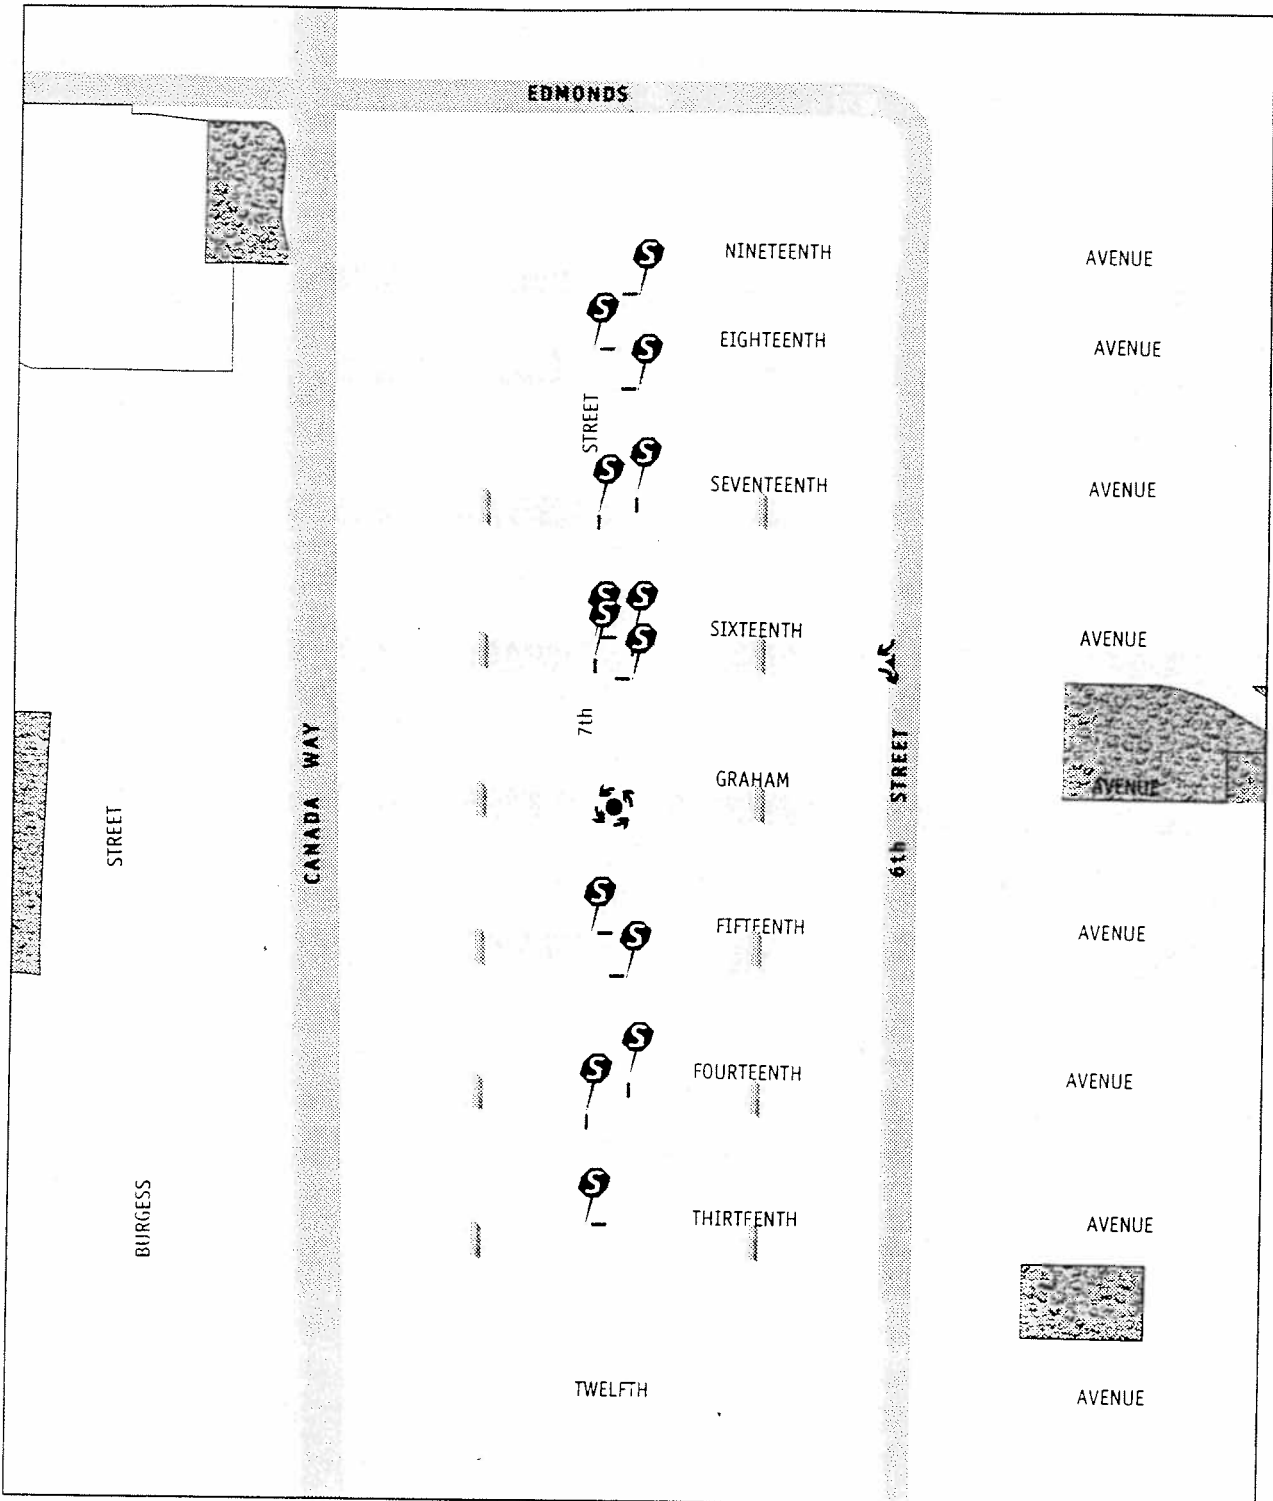 EDMONDS
S
NINETEENTH AVENUE
S
EIGHTEENTH AVENUE
S
STREET
S
S
SEVENTEENTH AVENUE
S
S
S
SIXTEENTH AVENUE
S
7th
CANADA WAY
6th STREET
GRAHAM AVENUE
STREET
S
FIFTEENTH AVENUE
S
S
FOURTEENTH AVENUE
S
S
THIRTEENTH AVENUE
BURGESS
TWELFTH AVENUE